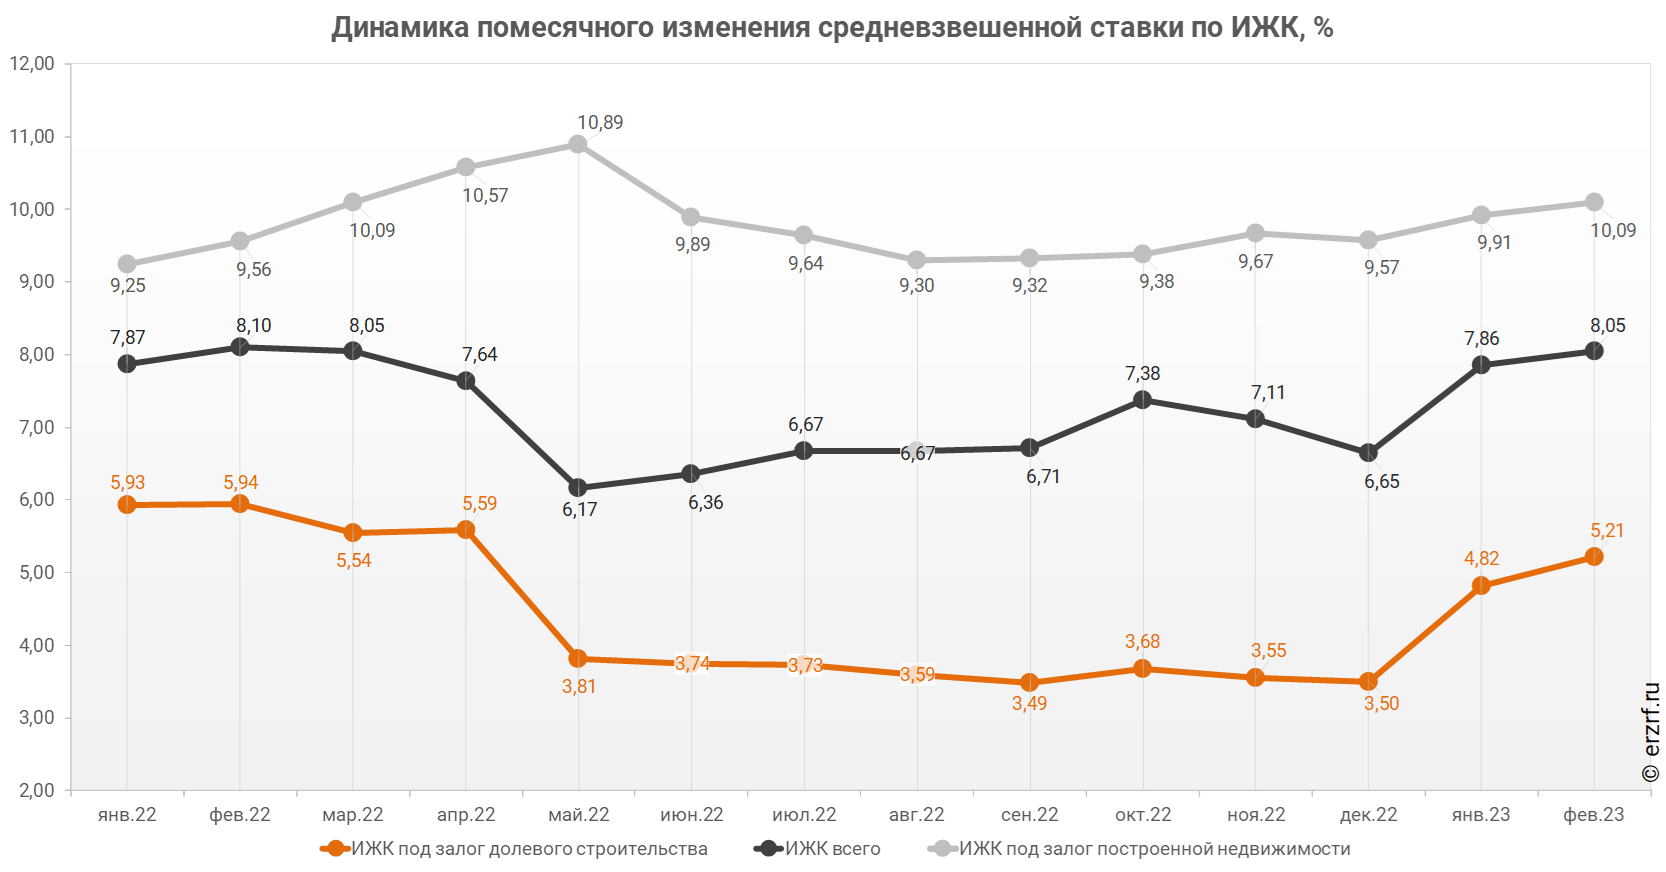 Динамика помесячного изменения средневзвешенной ставки по ИЖК, %
12,00
11,00
10,00
9,00
8,00
7,00
6,00
5,00
4,00
3,00
2,00
9,25 9,56 10,09 10,57 10,89 9,89 9,64 9,30 9,32 9,38 9,67 9,57 9,91 10,09
7,87 8,10 8,05 7,64 6,17 6,36 6,67 6,67 6,71 7,38 7,11 6,65 7,86 8,05
5,93 5,94 5,54 5,59 3,81 3,74 3,73 3,59 3,49 3,68 3,55 3,50 4,82 5,21
янв.22 фев.22 мар.22 апр.22 май.22 июн.22 июл.22 авг.22 сен.22 окт.22 ноя.22 дек.22 янв.23 фев.23
ИЖК под залог долевого строительства ИЖК всего ИЖК под залог построенной недвижимости
© erzrf.ru